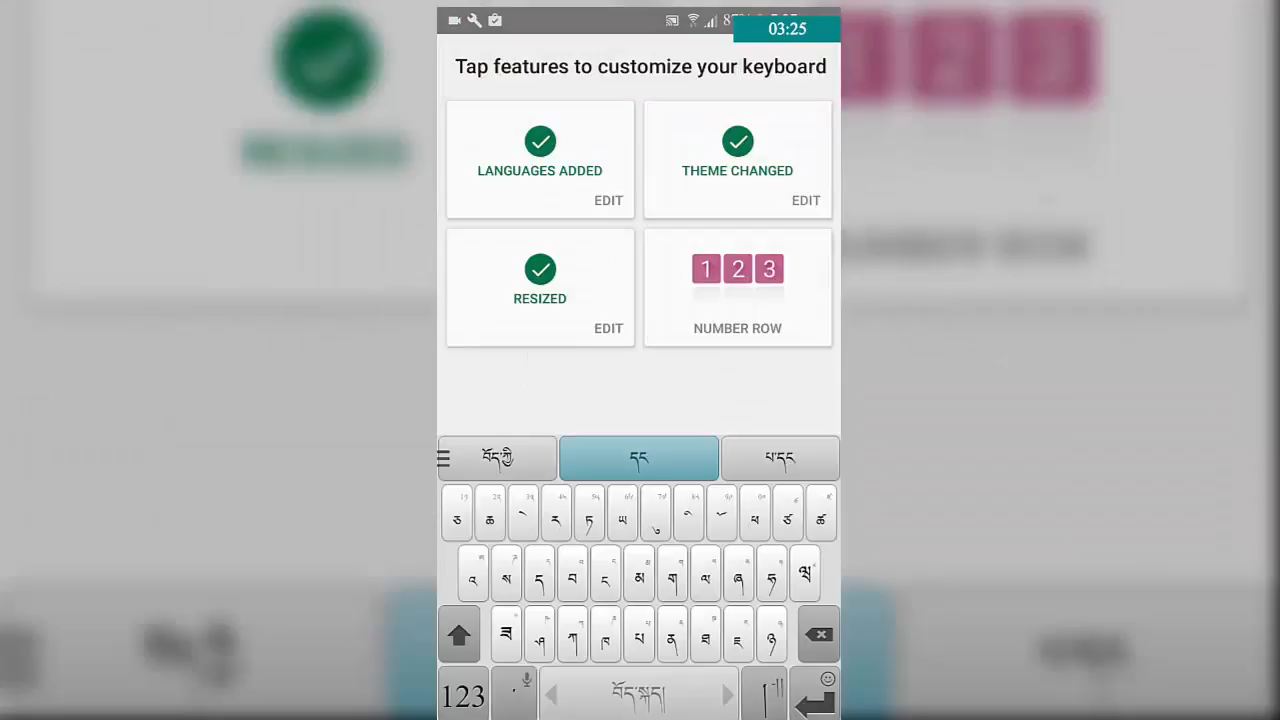 03:25
Tap features to customize your keyboard
LANGUAGES ADDED
EDIT
THEME CHANGED
EDIT
RESIZED
EDIT
1 2 3
NUMBER ROW
བོད་ཀྱི དང པ་དང
ཅ ཆ ེ ར ཏ ཡ ུ ི ོ ཕ ཙ ཚ
འ ས ད བ ང མ ག ལ ཞ ཧ ལྷ
ཟ ཤ ཀ ཁ པ ན ཐ ཇ ཉ
123 ་ བོད་སྐད། །